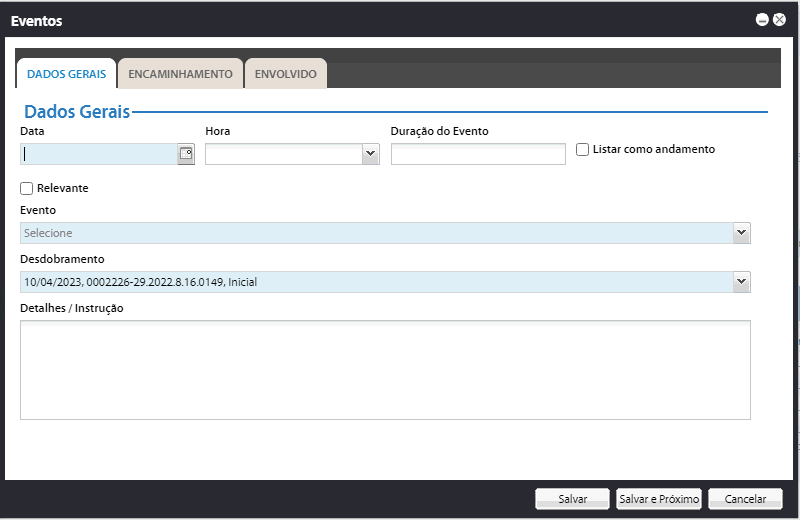 Eventos
DADOS GERAIS ENCAMINHAMENTO ENVOLVIDO
Dados Gerais
Data Hora Duração do Evento
Listar como andamento
Relevante
Evento
Selecione
Desdobramento
10/04/2023, 0002226-29.2022.8.16.0149, Inicial
Detalhes / Instrução
Salvar Salvar e Próximo Cancelar